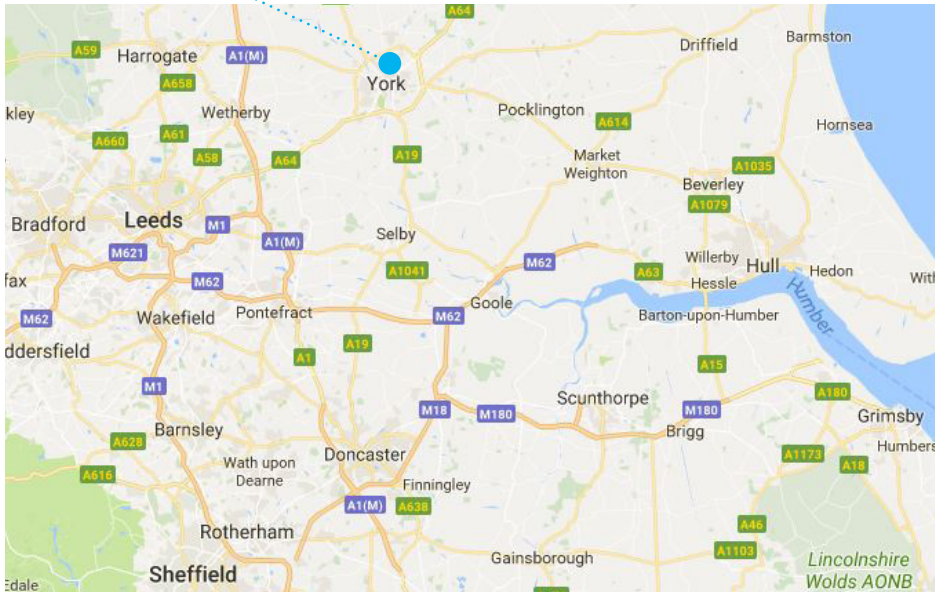 A64
Barmston
A59
Harrogate
A1(M)
Driffield
York
A658
kley
Wetherby
Pocklington
A614
Hornsea
A660
A61
A58
A64
A19
Market
Weighton
A1035
Beverley
A1079
Bradford
Leeds
M1
A1(M)
Selby
M621
M62
Willerby
Hull
fax
M62
A1041
A63
Hessle
Hedon
With
Goole
Humber
M62
Wakefield
Pontefract
M62
Barton-upon-Humber
ddersfield
A1
A19
A15
M1
M18
M180
Scunthorpe
M180
A180
Grimsby
Barnsley
A628
Brigg
Humbers
A616
Wath upon
Dearne
Doncaster
A1173
A18
Finningley
A1(M)
A638
Rotherham
A46
A1103
Gainsborough
Lincolnshire
Wolds AONB
Sheffield
Edale